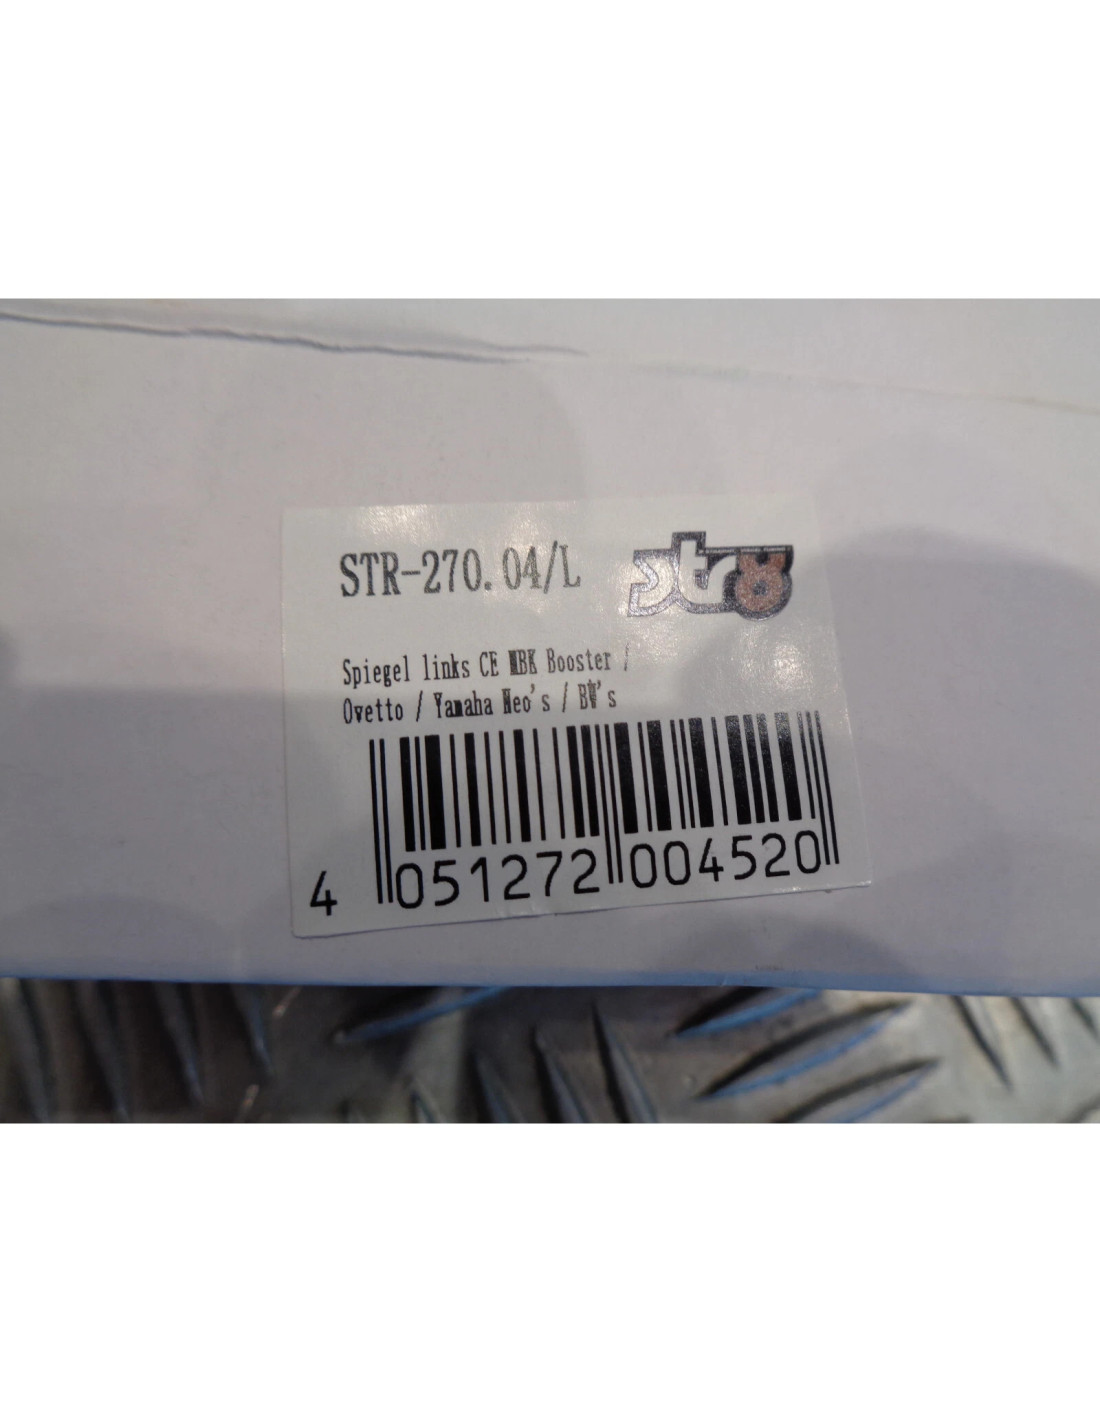 STR-270.04/L
str8
Spiegel links CE MBK Booster /
Ovetto / Yamaha Neo's / BW's
4 051272 004520